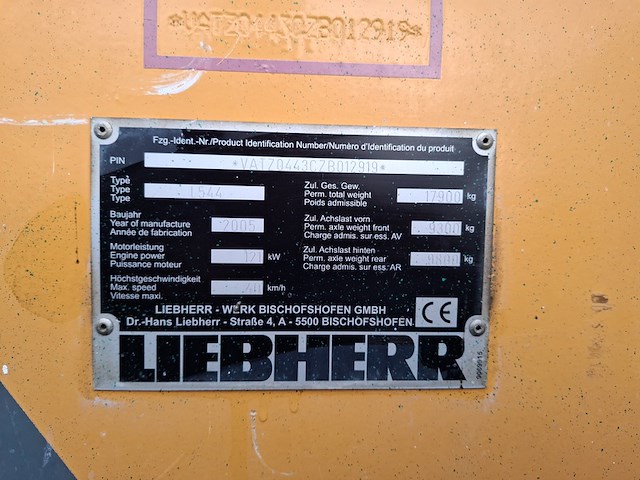 *VATZ0443CZB012919*
Fzg.-Ident.-Nr./Product Identification Number/Numéro d'Identification du produit
PIN *VATZ0443CZB012919*
Type
Type L544
Type
Baujahr
Year of manufacture 2005
Année de fabrication
Motorleistung
Engine power kW
Puissance moteur
Höchstgeschwindigkeit
Max. speed 40 km/h
Vitesse maxi.
Zul. Ges. Gew.
Perm. total weight 17900 kg
Poids admissible
Zul. Achslast vorn
Perm. axle weight front 9300 kg
Charge admis. sur ess. AV
Zul. Achslast hinten
Perm. axle weight rear kg
Charge admis. sur ess. AR
LIEBHERR - WERK BISCHOFSHOFEN GMBH
Dr.-Hans Liebherr - Straße 4, A - 5500 BISCHOFSHOFEN
CE
LIEBHERR